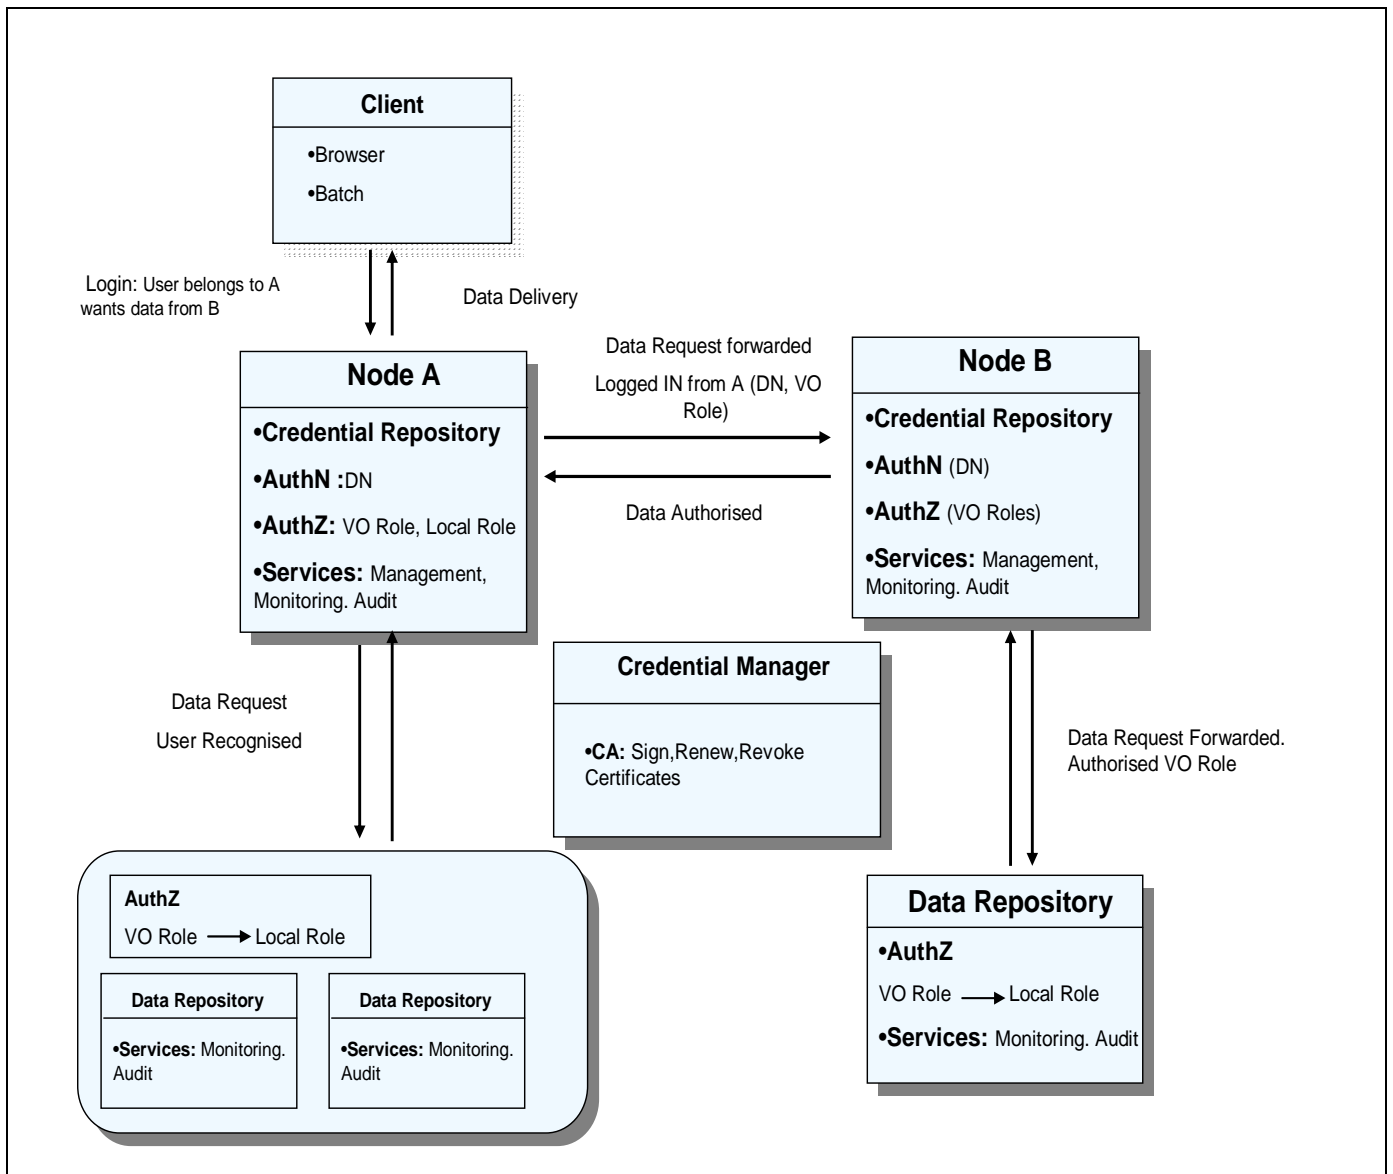 Client
•Browser
•Batch
Login: User belongs to A
wants data from B
Data Delivery
Data Request forwarded
Logged IN from A (DN, VO
Role)
Data Authorised
Node A
•Credential Repository
•AuthN :DN
•AuthZ: VO Role, Local Role
•Services: Management,
Monitoring. Audit
Node B
•Credential Repository
•AuthN (DN)
•AuthZ (VO Roles)
•Services: Management,
Monitoring. Audit
Credential Manager
•CA: Sign,Renew,Revoke
Certificates
Data Request
User Recognised
Data Request Forwarded.
Authorised VO Role
AuthZ
VO Role Local Role
Data Repository
•Services: Monitoring.
Audit
Data Repository
•Services: Monitoring.
Audit
Data Repository
•AuthZ
VO Role Local Role
•Services: Monitoring. Audit